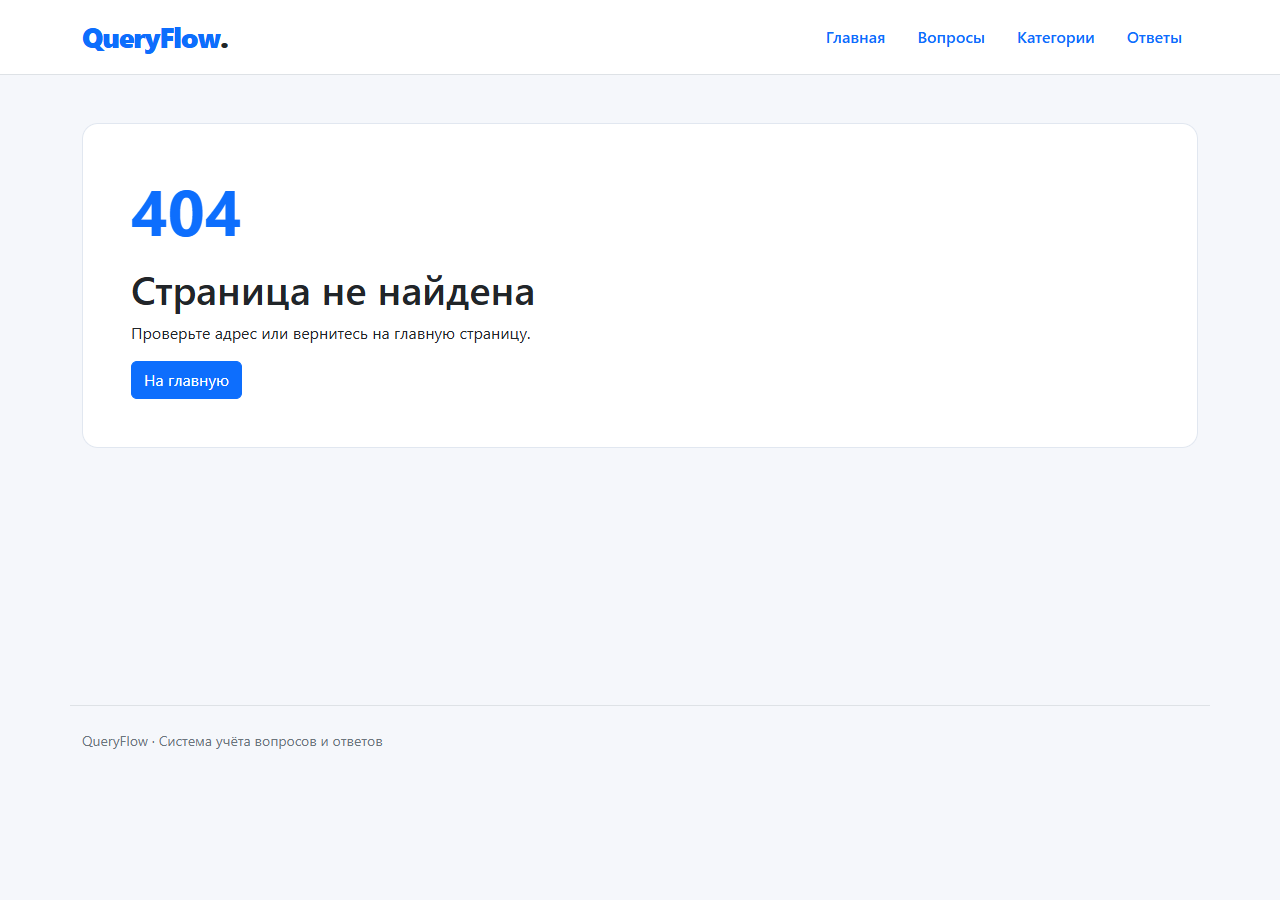 QueryFlow.
Главная Вопросы Категории Ответы
404
Страница не найдена
Проверьте адрес или вернитесь на главную страницу.
На главную
QueryFlow · Система учёта вопросов и ответов